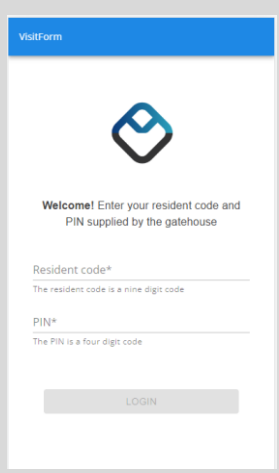 VisitForm
Welcome! Enter your resident code and
PIN supplied by the gatehouse
Resident code*
The resident code is a nine digit code
PIN*
The PIN is a four digit code
LOGIN